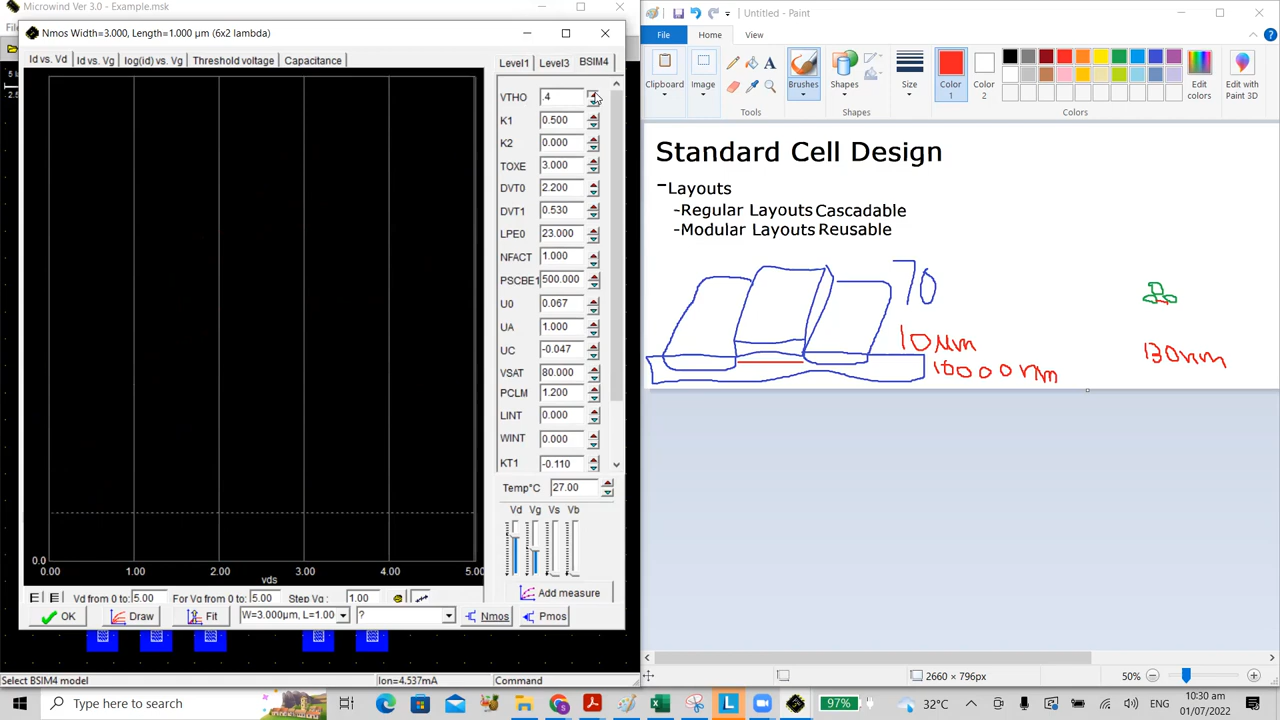 Microwind Ver 3.0 - Example.msk
Nmos Width=3.000, Length=1.000 µm (6x2 lambda)
Id vs. Vd
Threshold voltage
Capacitance
Level1
Level3
BSIM4
VTHO .4
K1 0.500
K2 0.000
TOXE 3.000
DVT0 2.200
DVT1 0.530
LPE0 23.000
NFACT 1.000
PSCBE1 500.000
U0 0.067
UA 1.000
UC -0.047
VSAT 80.000
PCLM 1.200
LINT 0.000
WINT 0.000
KT1 -0.110
Temp°C 27.00
Vd Vg Vs Vb
Add measure
0.0
0.00 1.00 2.00 3.00 4.00 5.00
vds
Vd from 0 to: 5.00 For Vg from 0 to: 5.00 Step Vg: 1.00
OK Draw Fit W=3.000µm, L=1.00 ? Nmos Pmos
Select BSIM4 model
Ion=4.537mA
Command
Untitled - Paint
File Home View
Clipboard
Image
Tools
Brushes
Shapes
Size
Color 1
Color 2
Edit colors
Edit with Paint 3D
Colors
Standard Cell Design
-Layouts
~Regular Layouts Cascadable
-Modular Layouts Reusable
70
10 µm
10000 nm
130nm
2660 × 796px
50%
Type here to search
97%
32°C
ENG
10:30 am
01/07/2022